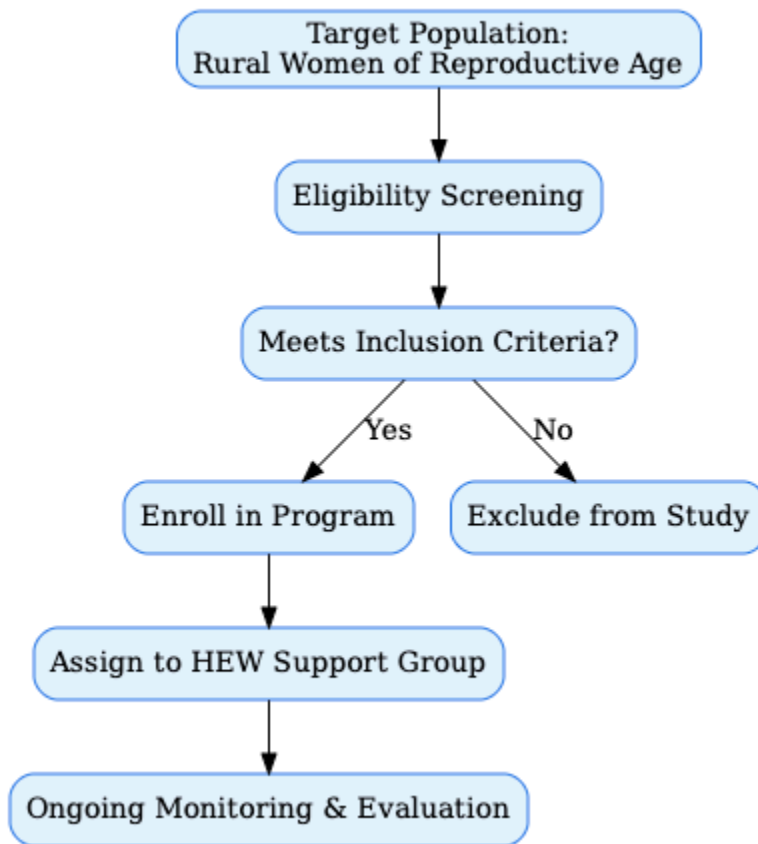 Target Population:
Rural Women of Reproductive Age
Eligibility Screening
Meets Inclusion Criteria?
Yes
No
Enroll in Program
Exclude from Study
Assign to HEW Support Group
Ongoing Monitoring & Evaluation